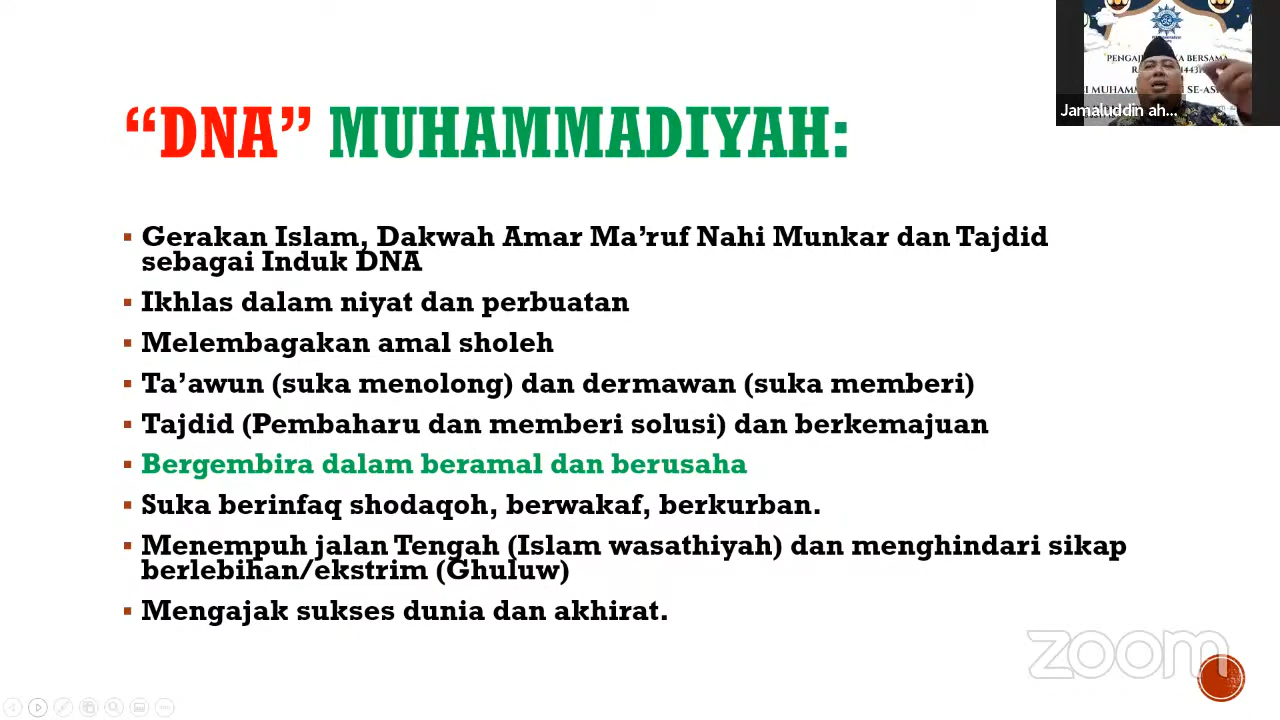 “DNA” MUHAMMADIYAH:
Gerakan Islam, Dakwah Amar Ma’ruf Nahi Munkar dan Tajdid
sebagai Induk DNA
Ikhlas dalam niyat dan perbuatan
Melembagakan amal sholeh
Ta’awun (suka menolong) dan dermawan (suka memberi)
Tajdid (Pembaharu dan memberi solusi) dan berkemajuan
Bergembira dalam beramal dan berusaha
Suka berinfaq shodaqoh, berwakaf, berkurban.
Menempuh jalan Tengah (Islam wasathiyah) dan menghindari sikap
berlebihan/ekstrim (Ghuluw)
Mengajak sukses dunia dan akhirat.
BERSAMA
Jamaluddin ah...
zoom